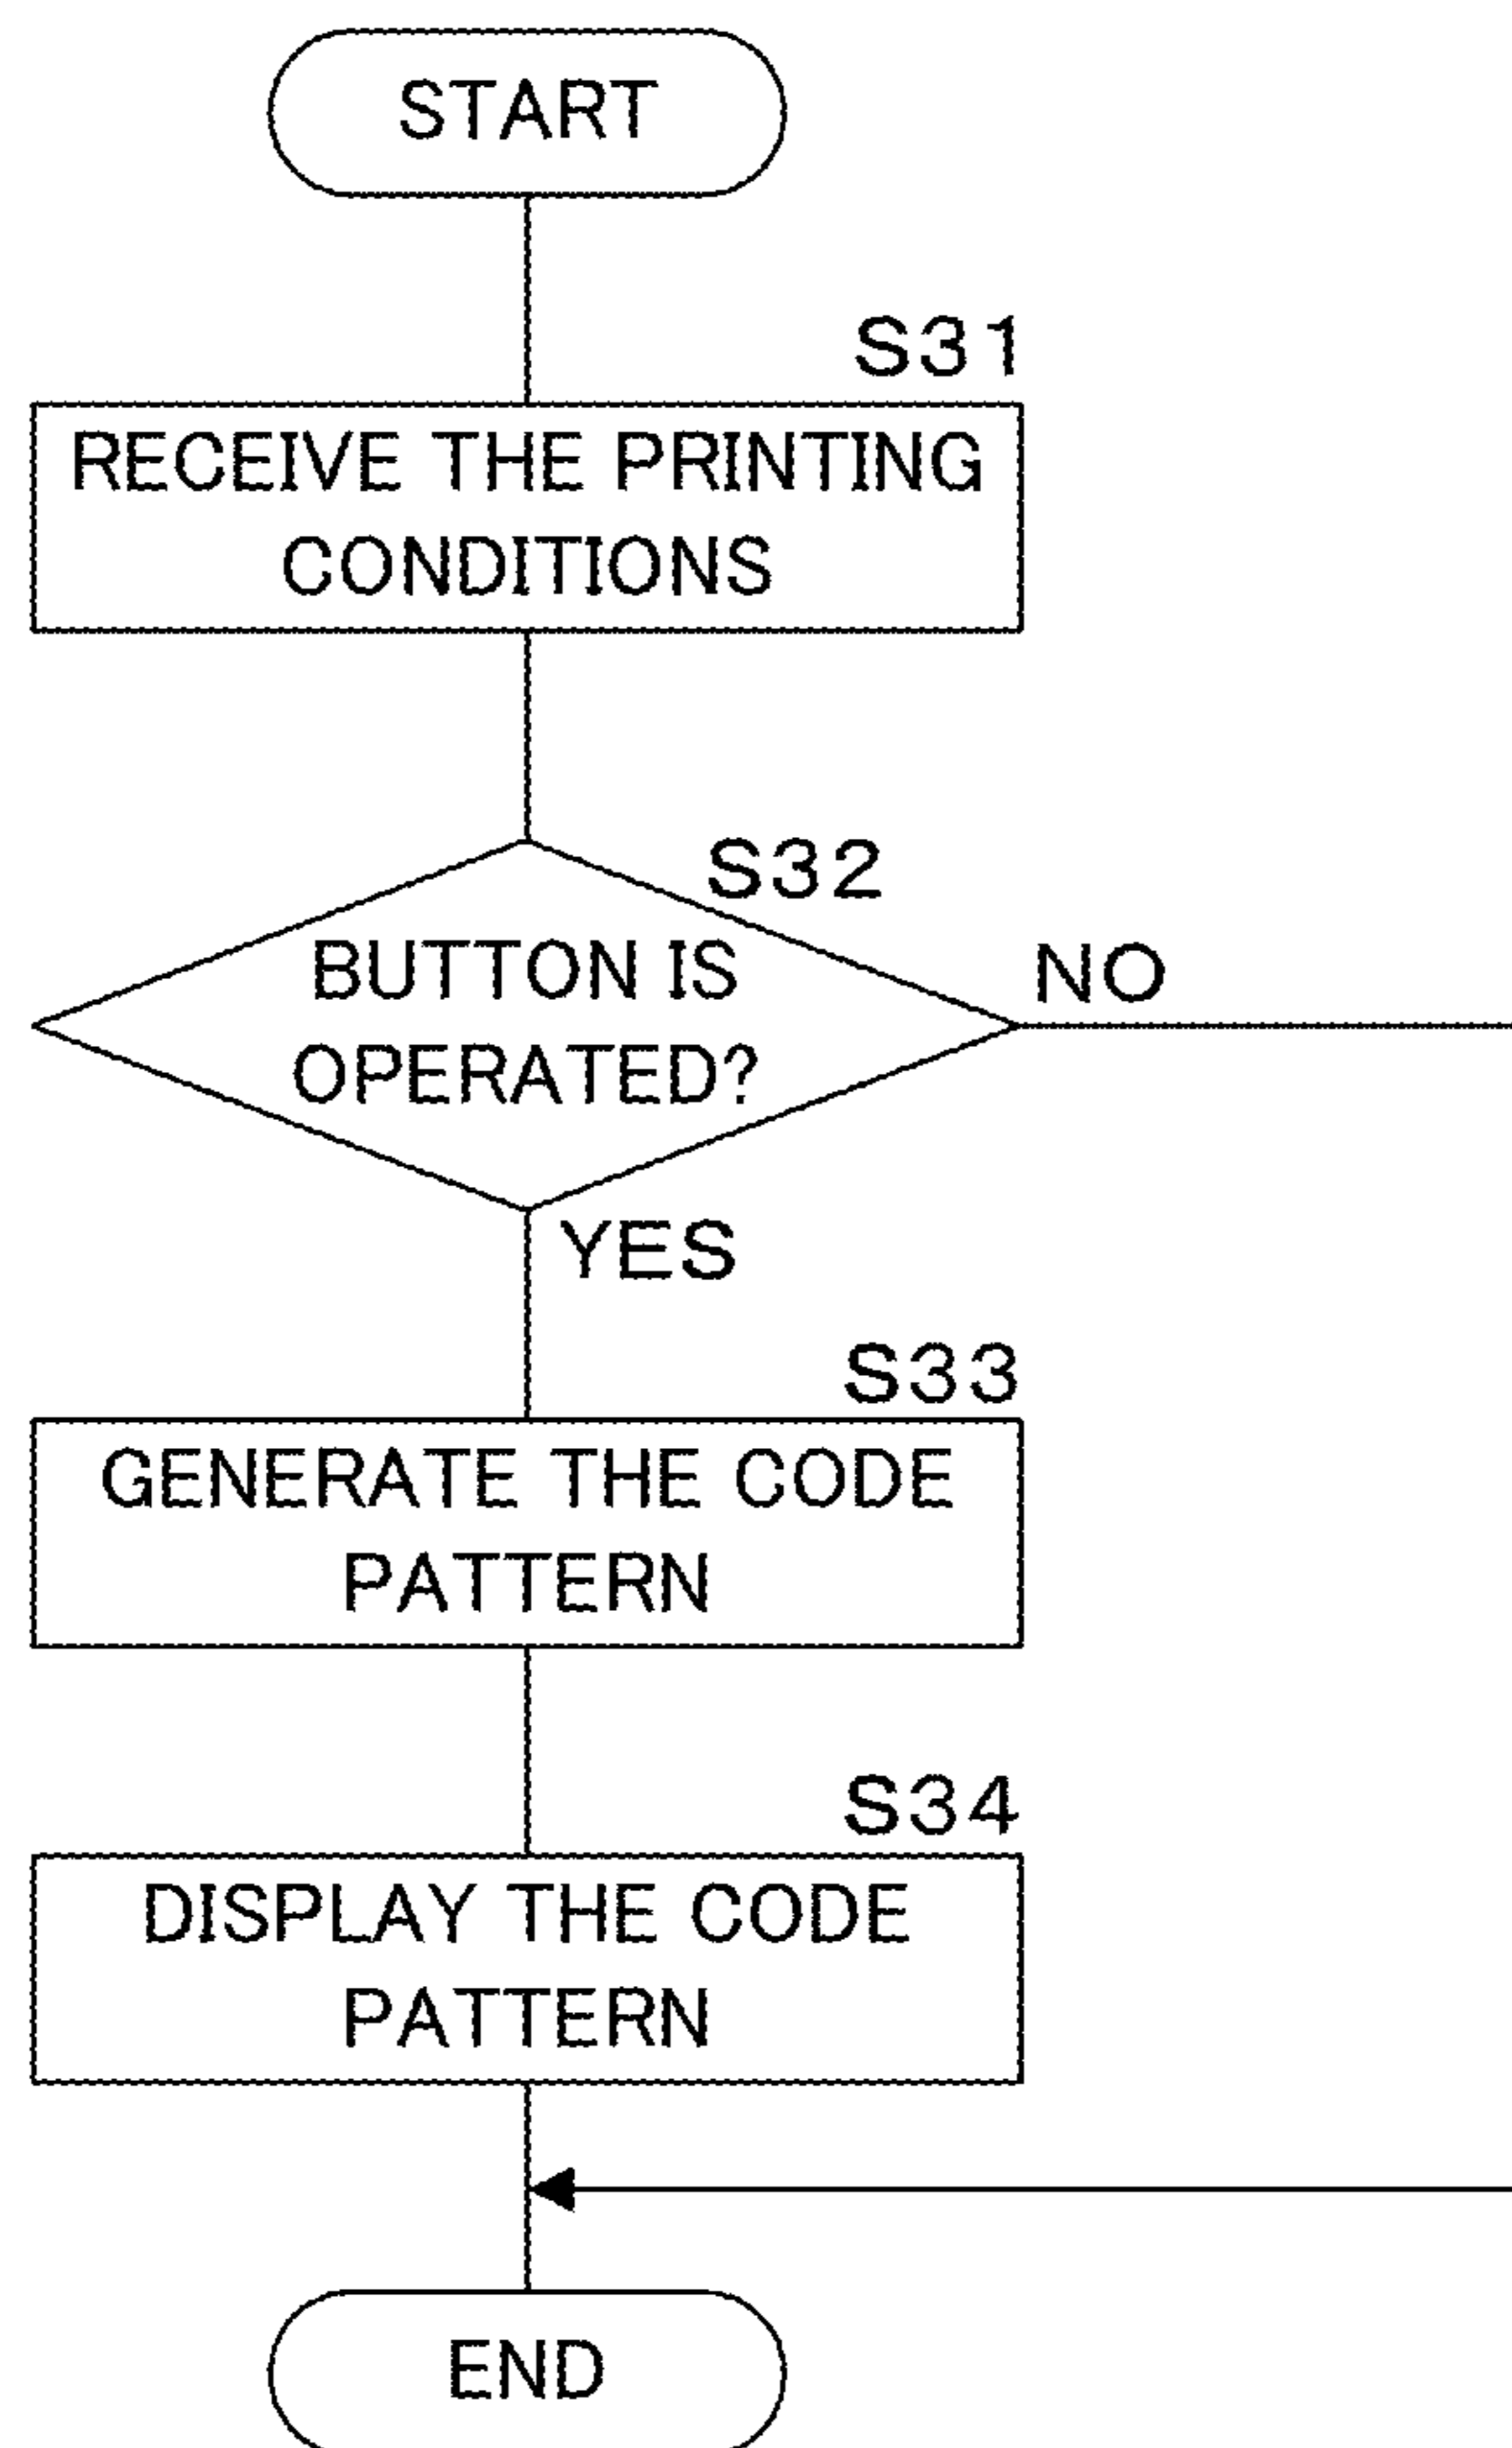 START
S31
RECEIVE THE PRINTING
CONDITIONS
S32
BUTTON IS
OPERATED?
NO
YES
S33
GENERATE THE CODE
PATTERN
S34
DISPLAY THE CODE
PATTERN
END